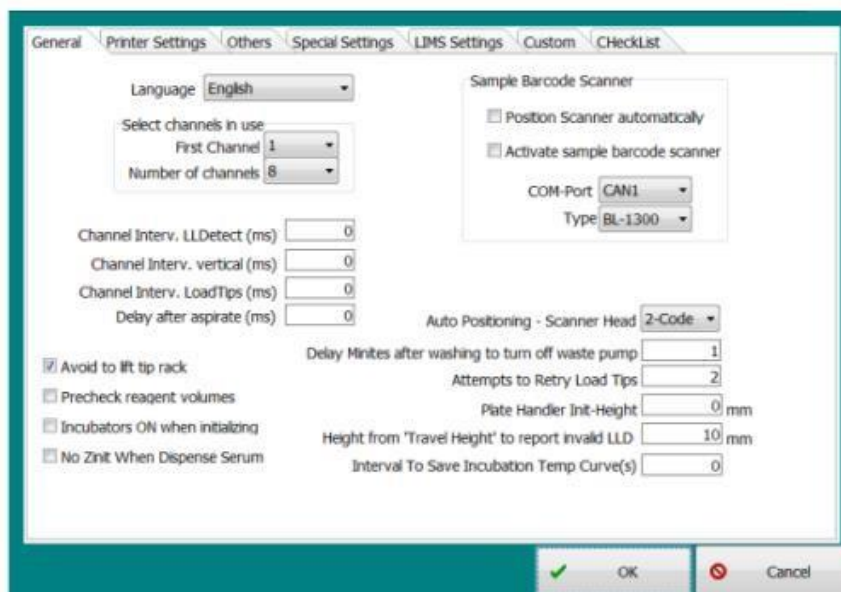 General Printer Settings Others Special Settings LIMS Settings Custom CHeckList
Language English
Select channels in use
First Channel 1
Number of channels 8
Channel Interv. LLDetect (ms) 0
Channel Interv. vertical (ms) 0
Channel Interv. LoadTips (ms) 0
Delay after aspirate (ms) 0
Avoid to lift tip rack
Precheck reagent volumes
Incubators ON when initializing
No Zinit When Dispense Serum
Sample Barcode Scanner
Position Scanner automatically
Activate sample barcode scanner
COM-Port CAN1
Type BL-1300
Auto Positioning - Scanner Head 2-Code
Delay Minites after washing to turn off waste pump 1
Attempts to Retry Load Tips 2
Plate Handler Init-Height 0 mm
Height from 'Travel Height' to report invalid LLD 10 mm
Interval To Save Incubation Temp Curve(s) 0
OK Cancel